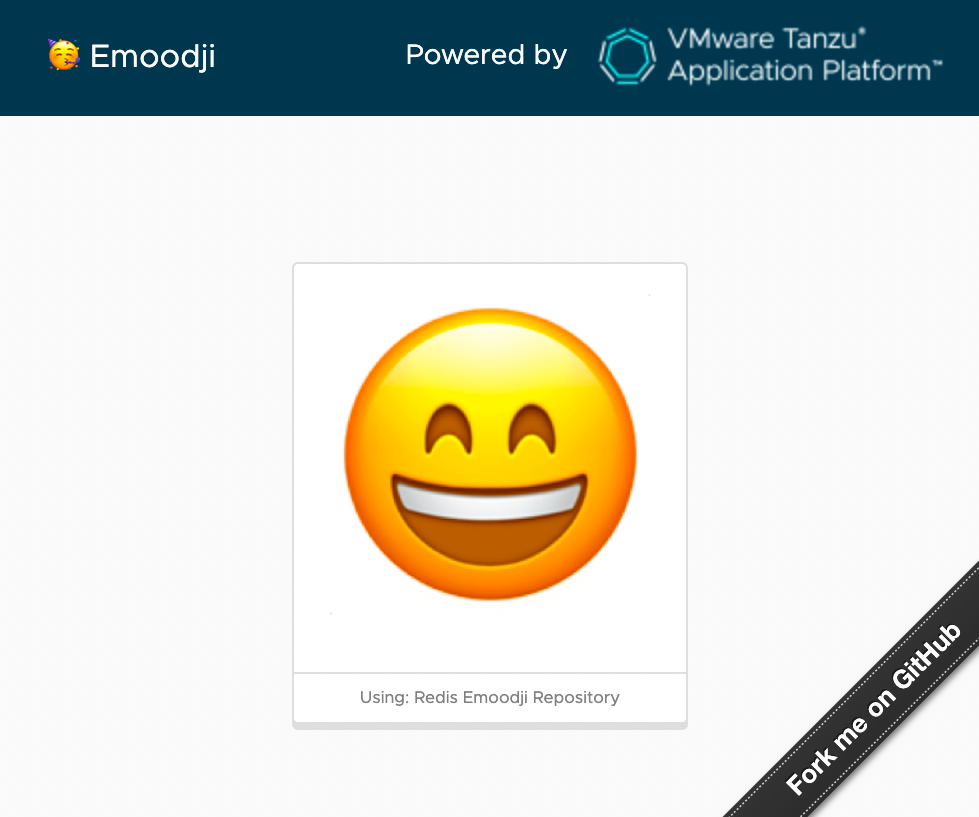 🥳 Emoodji
Powered by
VMware Tanzu®
Application Platform™
Using: Redis Emoodji Repository
Fork me on GitHub